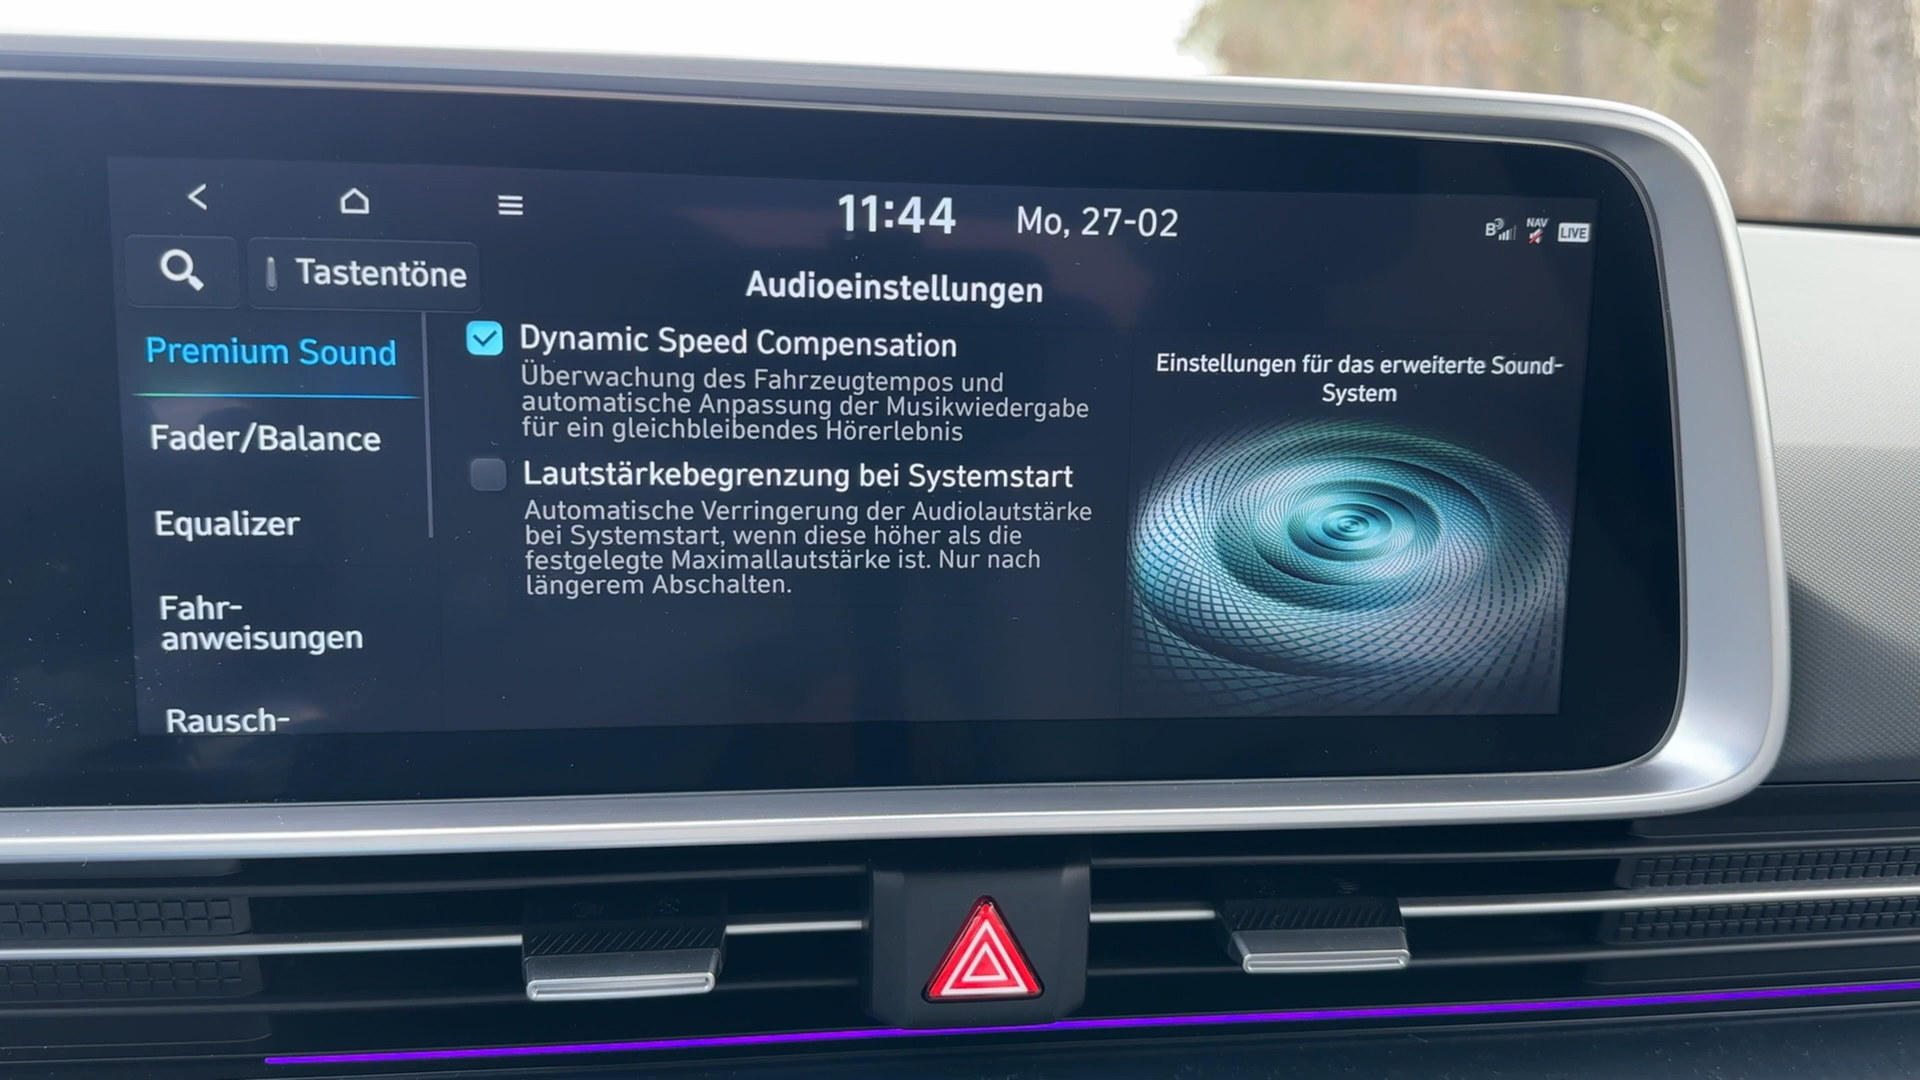 11:44
Mo, 27-02
NAV
LIVE
Tastentöne
Audioeinstellungen
Premium Sound
Fader/Balance
Equalizer
Fahr-
anweisungen
Rausch-
Dynamic Speed Compensation
Überwachung des Fahrzeugtempos und
automatische Anpassung der Musikwiedergabe
für ein gleichbleibendes Hörerlebnis
Lautstärkebegrenzung bei Systemstart
Automatische Verringerung der Audiolautstärke
bei Systemstart, wenn diese höher als die
festgelegte Maximallautstärke ist. Nur nach
längerem Abschalten.
Einstellungen für das erweiterte Sound-
System